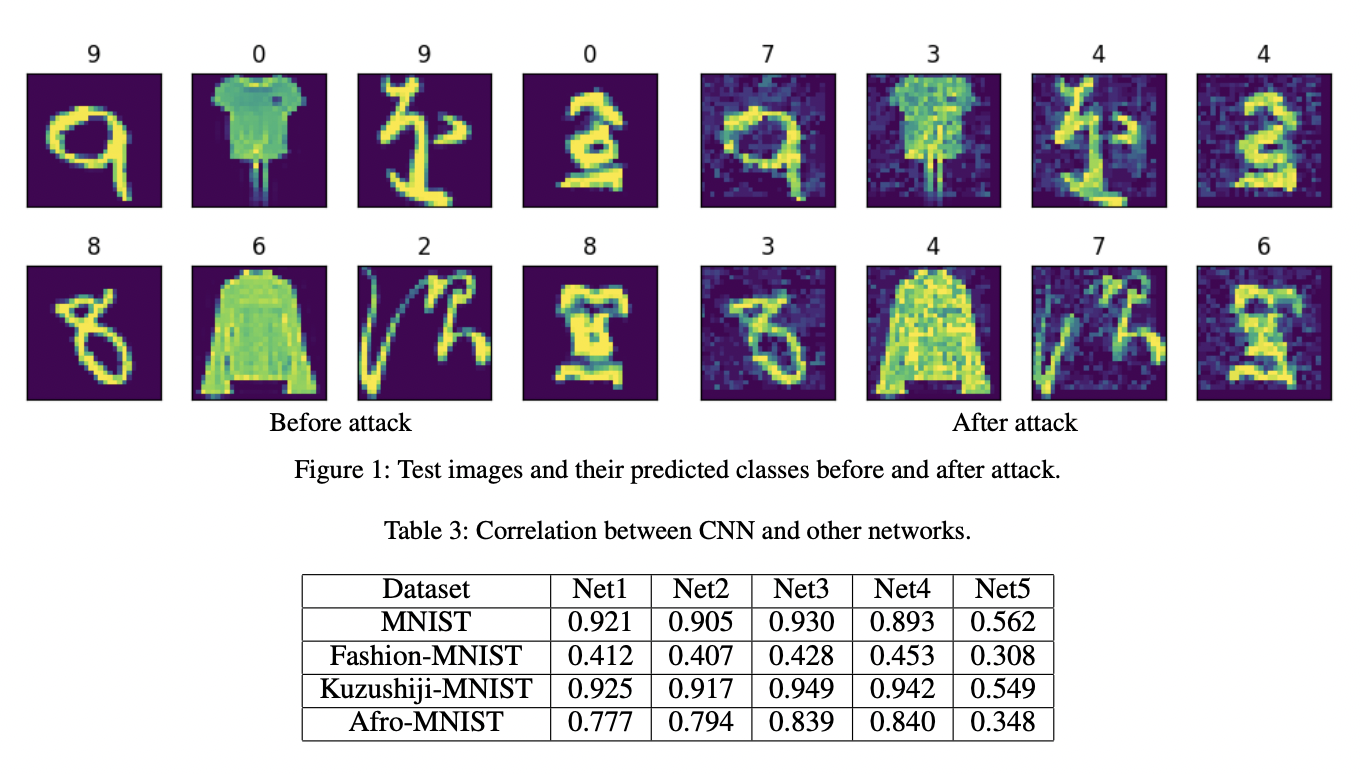 9 0 9 0 7 3 4 4
8 6 2 8 3 4 7 6
Before attack After attack
Figure 1: Test images and their predicted classes before and after attack.
Table 3: Correlation between CNN and other networks.
Dataset Net1 Net2 Net3 Net4 Net5
MNIST 0.921 0.905 0.930 0.893 0.562
Fashion-MNIST 0.412 0.407 0.428 0.453 0.308
Kuzushiji-MNIST 0.925 0.917 0.949 0.942 0.549
Afro-MNIST 0.777 0.794 0.839 0.840 0.348